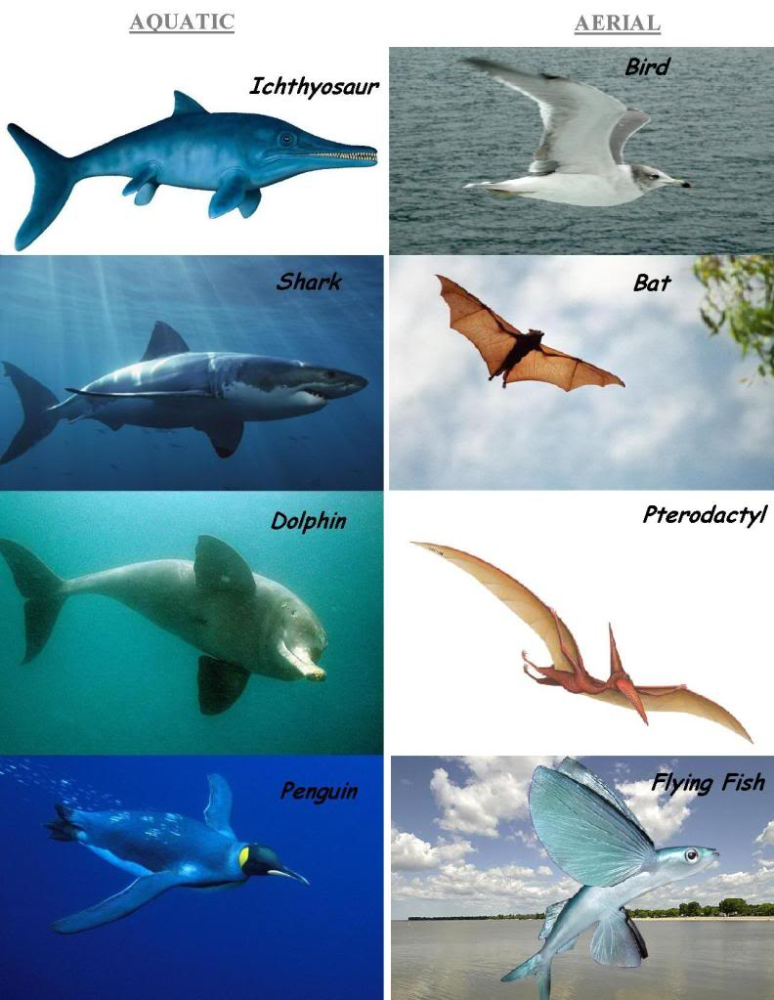 AQUATIC
AERIAL
Ichthyosaur
Bird
Shark
Bat
Dolphin
Pterodactyl
Penguin
Flying Fish